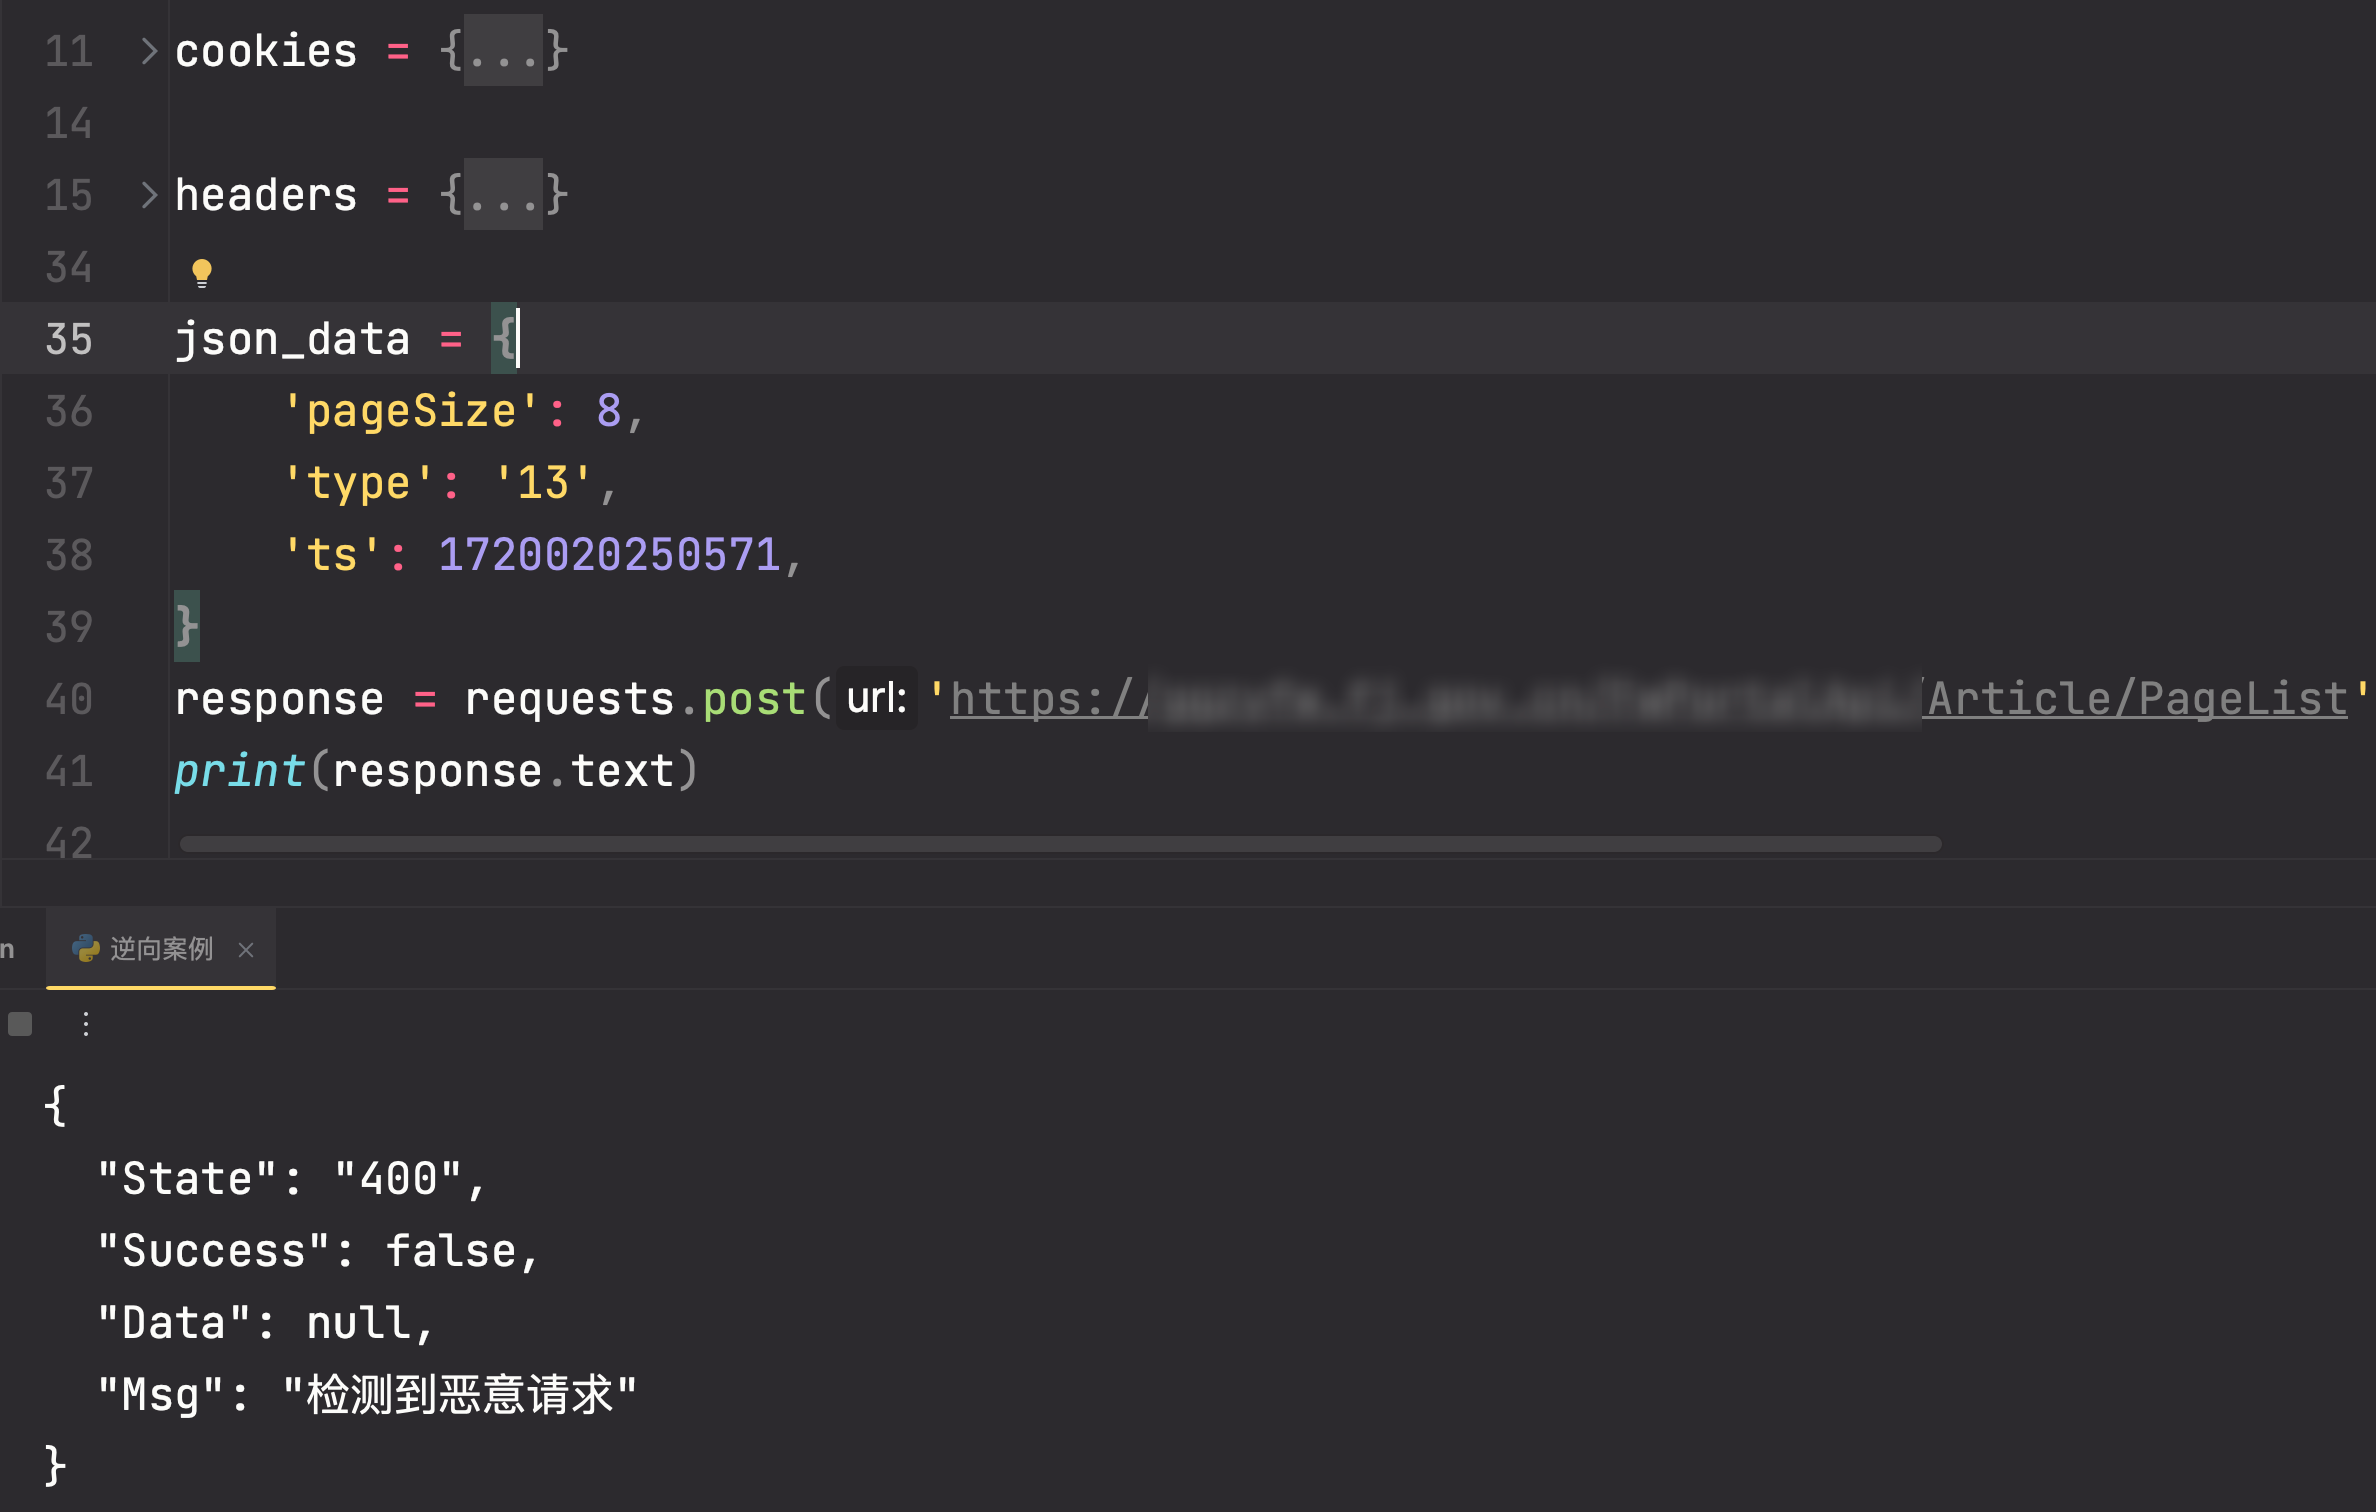 11 cookies = {...}
14
15 headers = {...}
34
35 json_data = {
36 'pageSize': 8,
37 'type': '13',
38 'ts': 1720020250571,
39 }
40 response = requests.post( url: 'https:// /Article/PageList'
41 print(response.text)
42
n 逆向案例 ×
{
"State": "400",
"Success": false,
"Data": null,
"Msg": "检测到恶意请求"
}